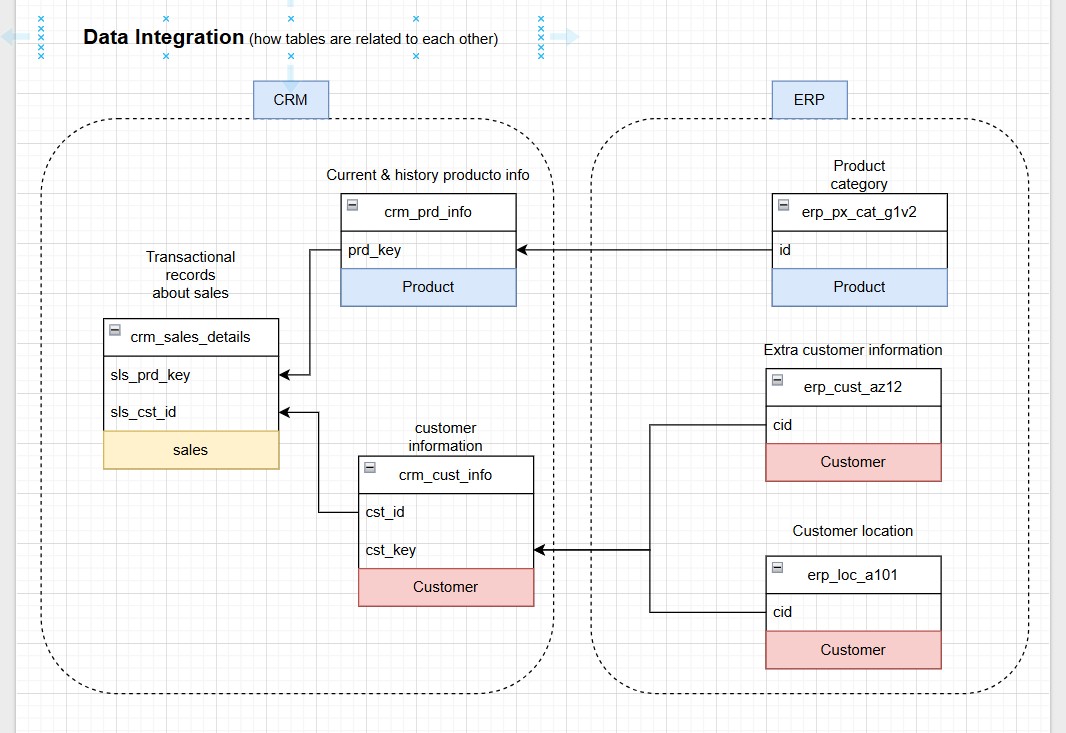 Data Integration (how tables are related to each other)
CRM
ERP
Current & history producto info
crm_prd_info
prd_key
Product
Product
category
erp_px_cat_g1v2
id
Product
Transactional
records
about sales
crm_sales_details
sls_prd_key
sls_cst_id
sales
Extra customer information
erp_cust_az12
cid
Customer
customer
information
crm_cust_info
cst_id
cst_key
Customer
Customer location
erp_loc_a101
cid
Customer